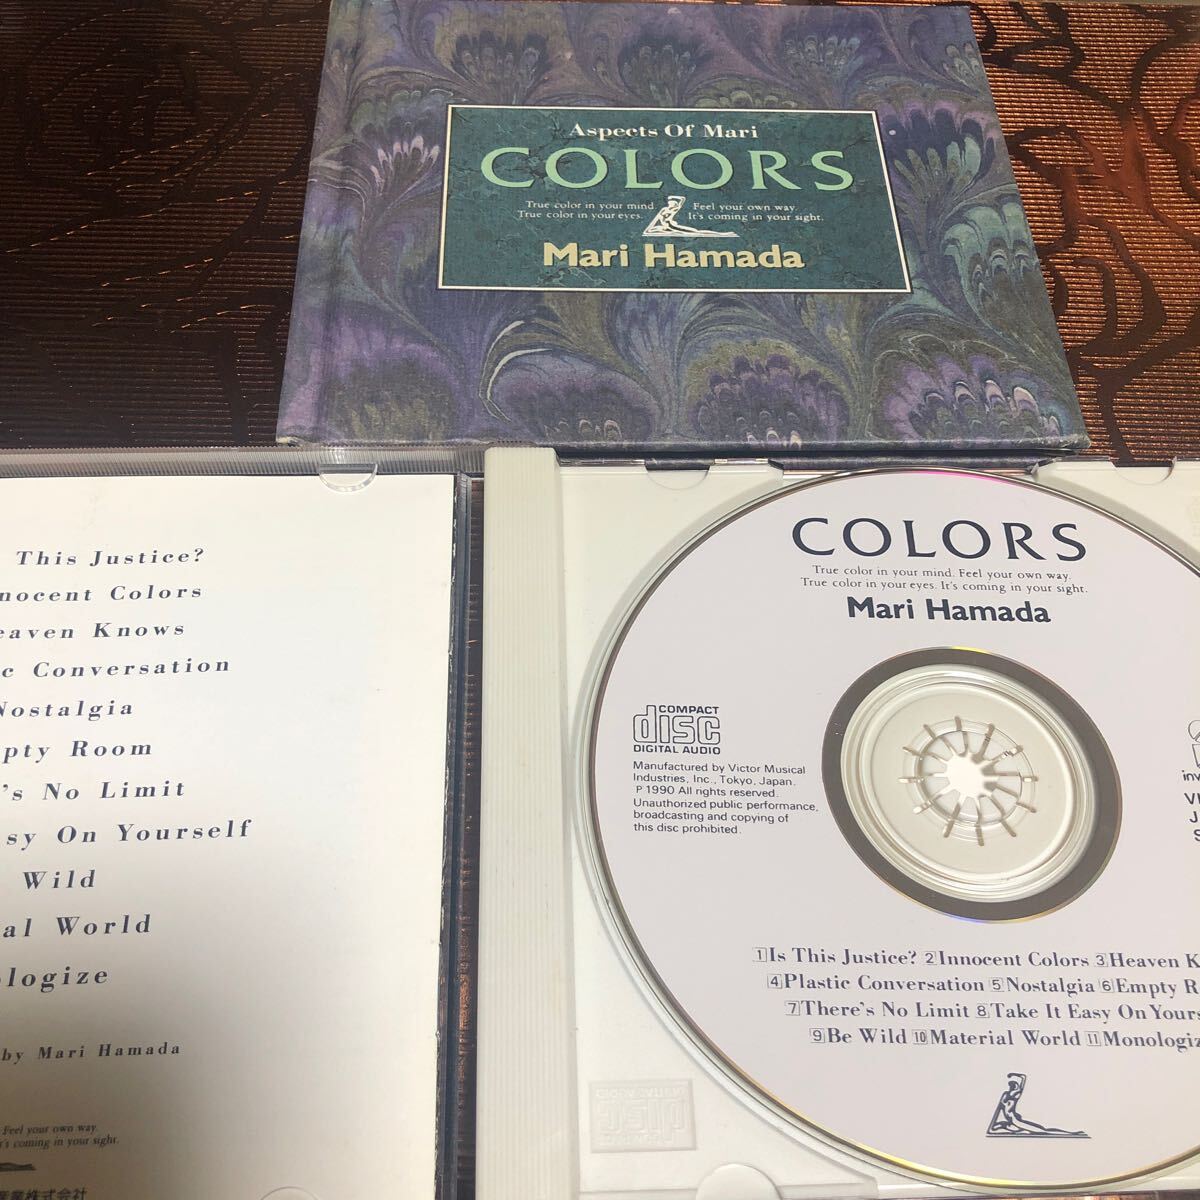 Aspects Of Mari
COLORS
True color in your mind. Feel your own way.
True color in your eyes. It's coming in your sight.
Mari Hamada
This Justice?
nocent Colors
eaven Knows
c Conversation
Nostalgia
pty Room
's No Limit
sy On Yourself
Wild
al World
ologize
by Mari Hamada
Feel your own way.
's coming in your sight.
産業株式会社
COLORS
True color in your mind. Feel your own way.
True color in your eyes. It's coming in your sight.
Mari Hamada
COMPACT
disc
DIGITAL AUDIO
Manufactured by Victor Musical
Industries, Inc., Tokyo, Japan.
P 1990 All rights reserved.
Unauthorized public performance,
broadcasting and copying of
this disc prohibited.
inv
J
S
1 Is This Justice? 2 Innocent Colors 3 Heaven K
4 Plastic Conversation 5 Nostalgia 6 Empty R
7 There's No Limit 8 Take It Easy On Yours
9 Be Wild 10 Material World 11 Monologiz